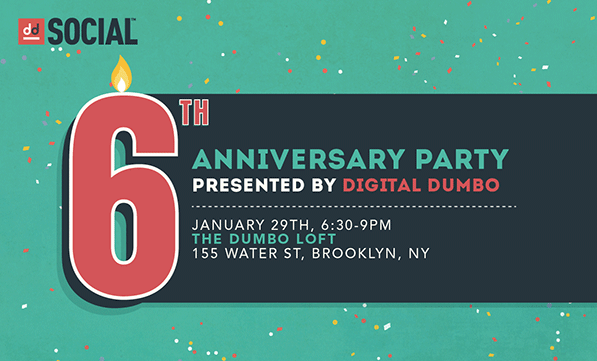 dd SOCIAL™
6TH
ANNIVERSARY PARTY
PRESENTED BY DIGITAL DUMBO
JANUARY 29TH, 6:30-9PM
THE DUMBO LOFT
155 WATER ST, BROOKLYN, NY